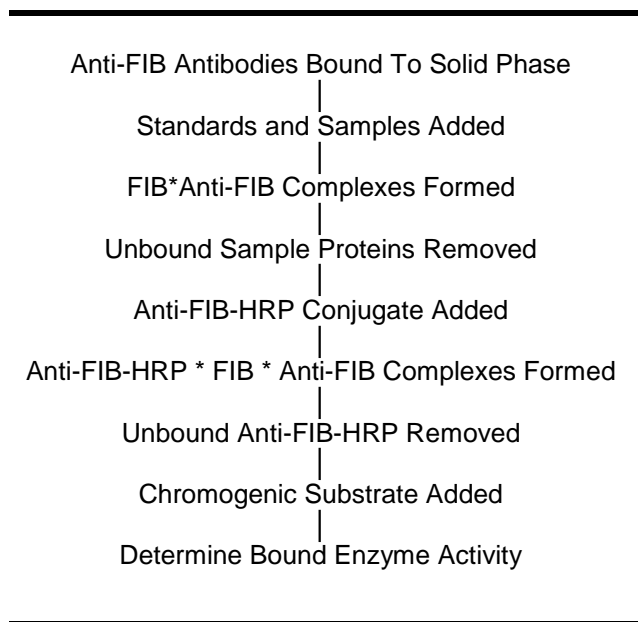 Anti-FIB Antibodies Bound To Solid Phase
Standards and Samples Added
FIB*Anti-FIB Complexes Formed
Unbound Sample Proteins Removed
Anti-FIB-HRP Conjugate Added
Anti-FIB-HRP * FIB * Anti-FIB Complexes Formed
Unbound Anti-FIB-HRP Removed
Chromogenic Substrate Added
Determine Bound Enzyme Activity